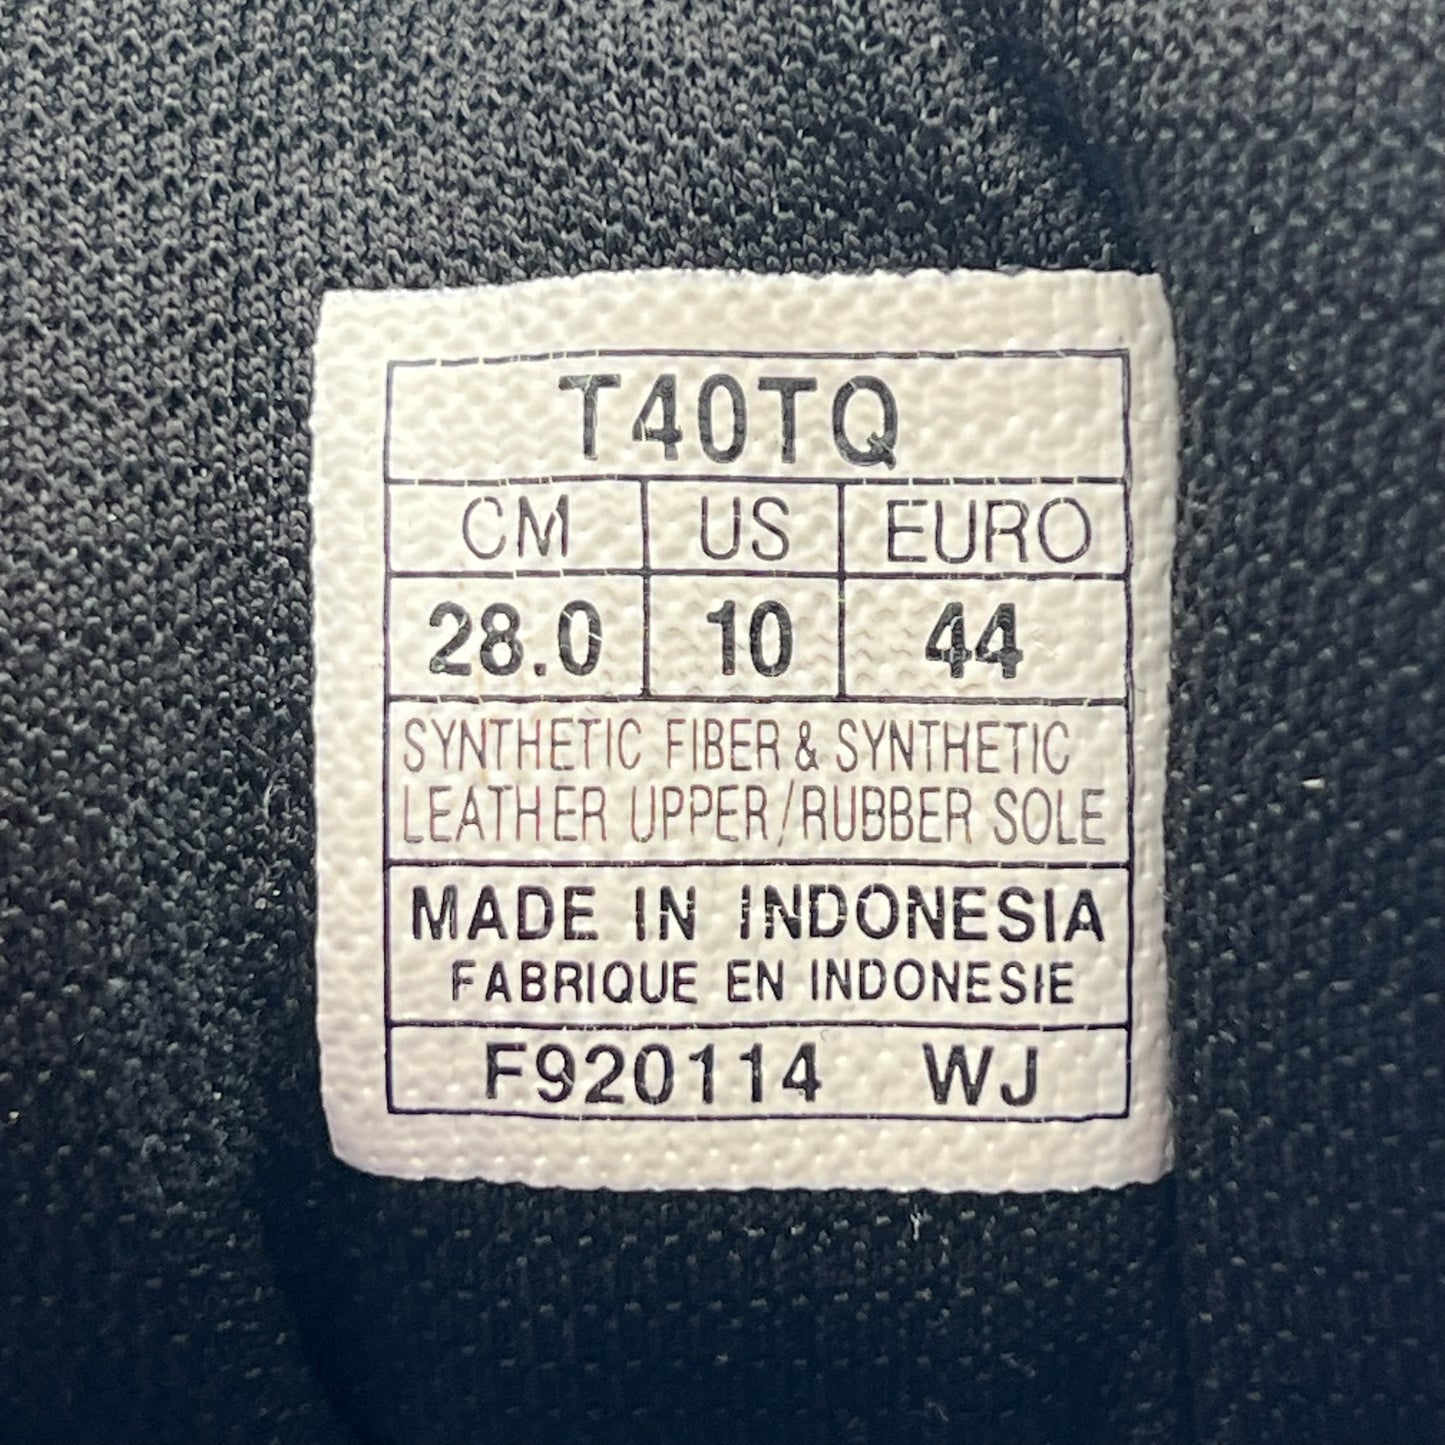 T40TQ
CM US EURO
28.0 10 44
SYNTHETIC FIBER & SYNTHETIC
LEATHER UPPER/RUBBER SOLE
MADE IN INDONESIA
FABRIQUE EN INDONESIE
F920114 WJ